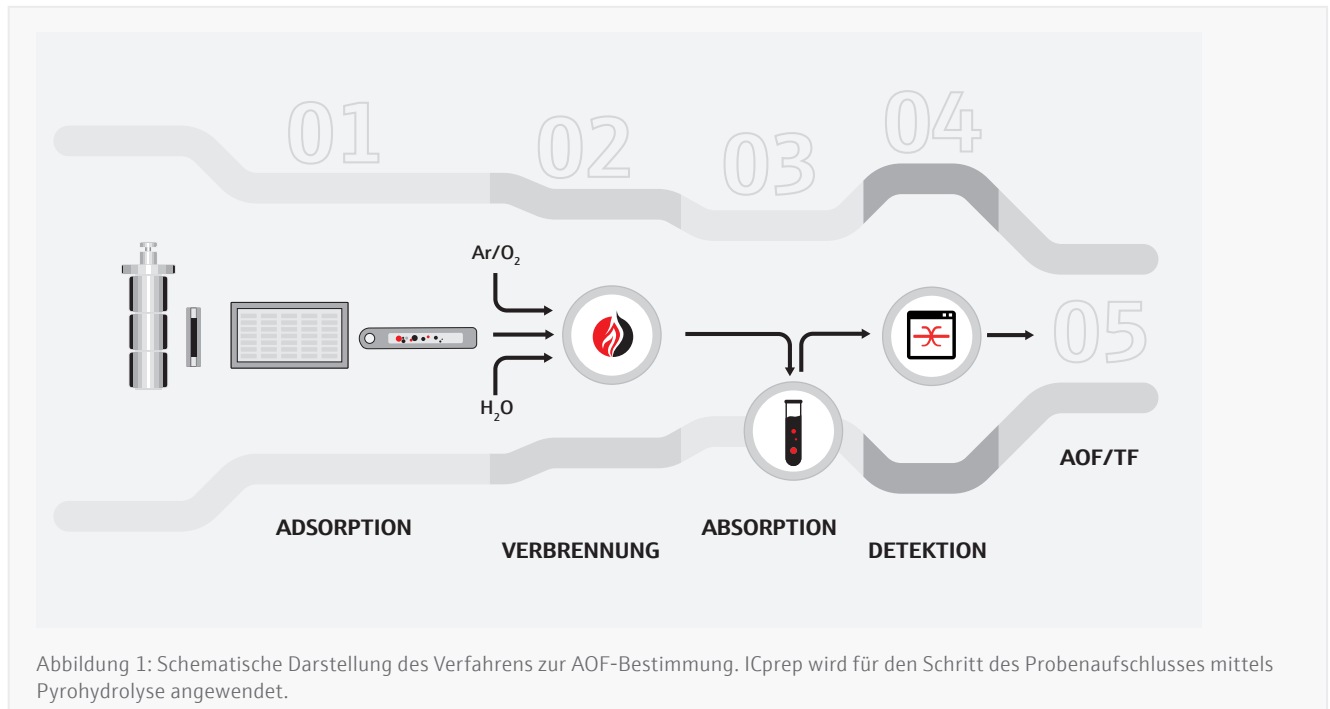 01
02
03
04
Ar/O₂
H₂O
05
AOF/TF
ADSORPTION
VERBRENNUNG
ABSORPTION
DETEKTION
Abbildung 1: Schematische Darstellung des Verfahrens zur AOF-Bestimmung. ICprep wird für den Schritt des Probenaufschlusses mittels
Pyrohydrolyse angewendet.